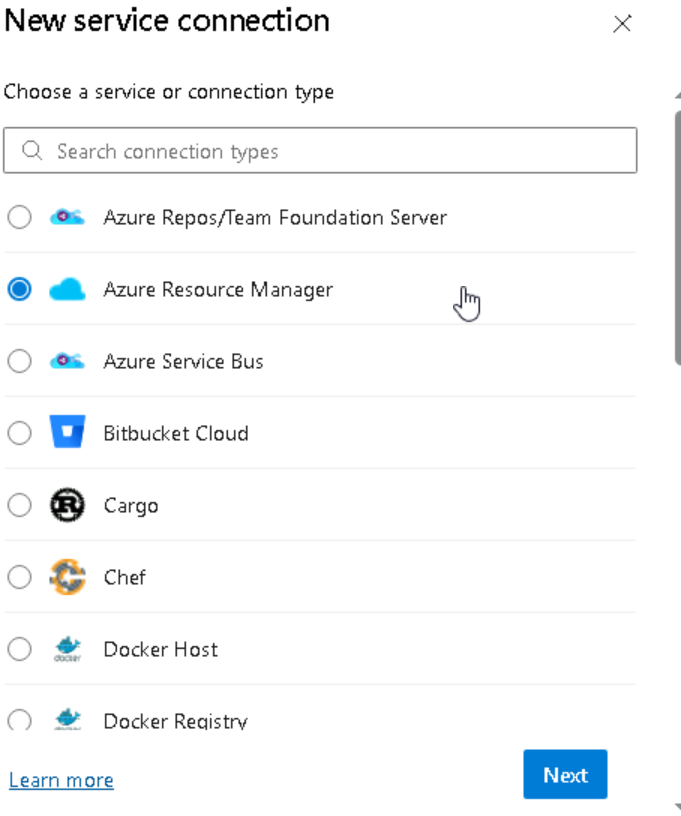 New service connection
Choose a service or connection type
Search connection types
Azure Repos/Team Foundation Server
Azure Resource Manager
Azure Service Bus
Bitbucket Cloud
R
Cargo
Chef
docker
Docker Host
Docker Registry
Learn more
Next